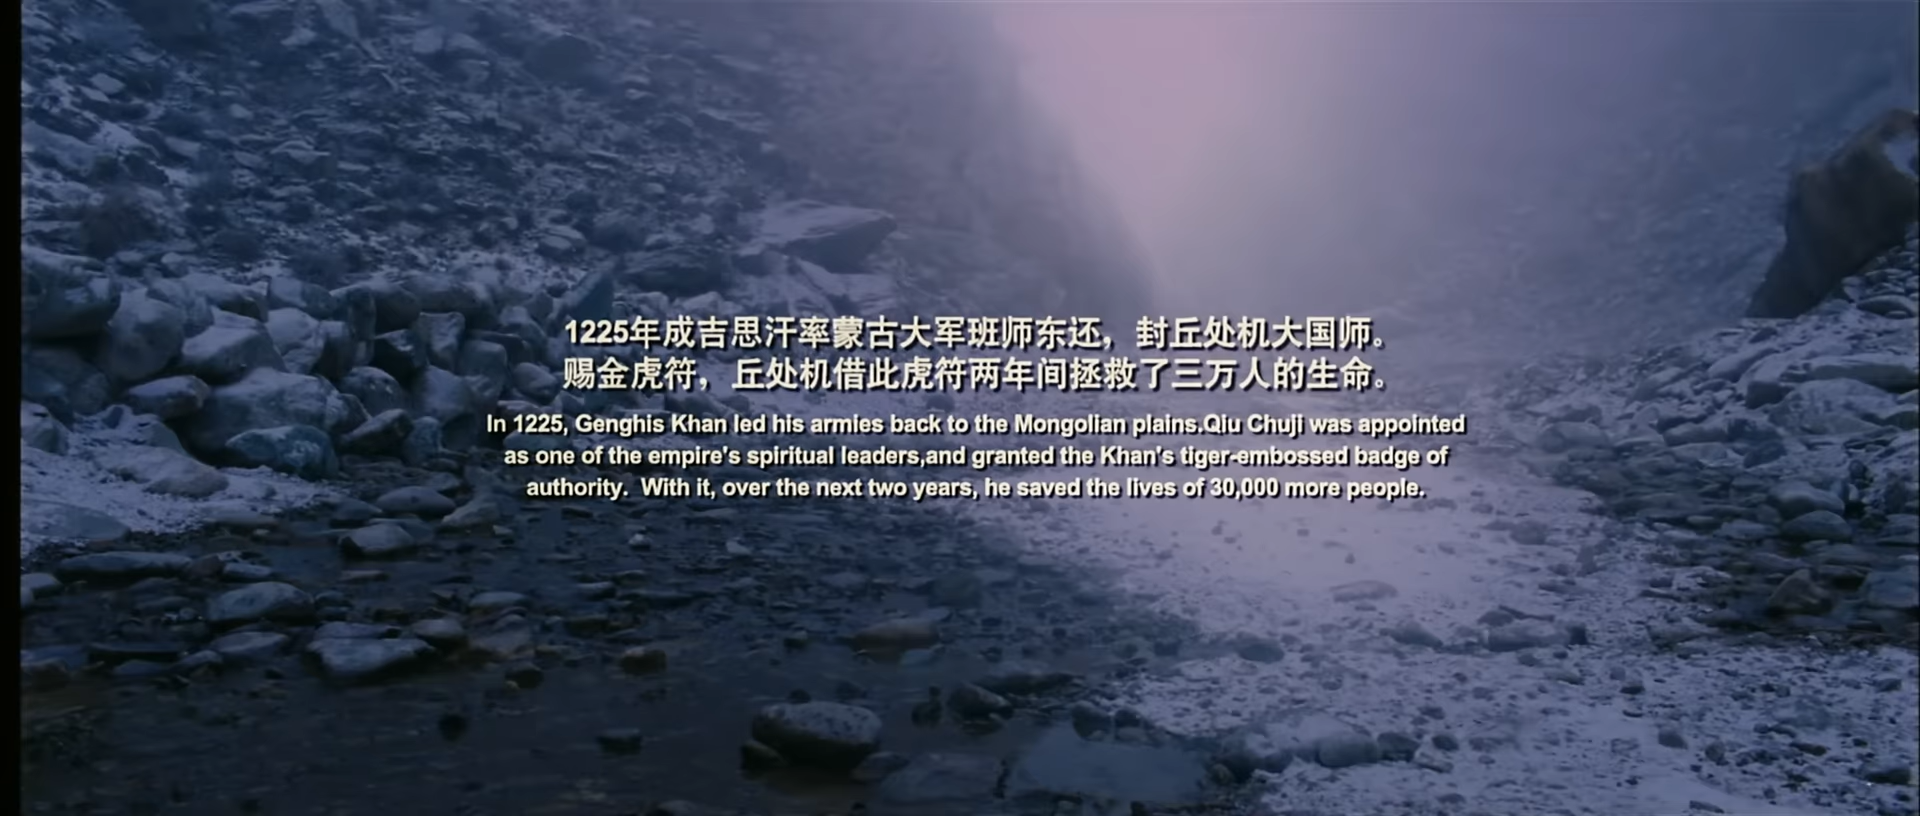 1225年成吉思汗率蒙古大军班师东还，封丘处机大国师。
赐金虎符，丘处机借此虎符两年间拯救了三万人的生命。
In 1225, Genghis Khan led his armies back to the Mongolian plains.Qiu Chuji was appointed
as one of the empire's spiritual leaders,and granted the Khan's tiger-embossed badge of
authority.  With it, over the next two years, he saved the lives of 30,000 more people.